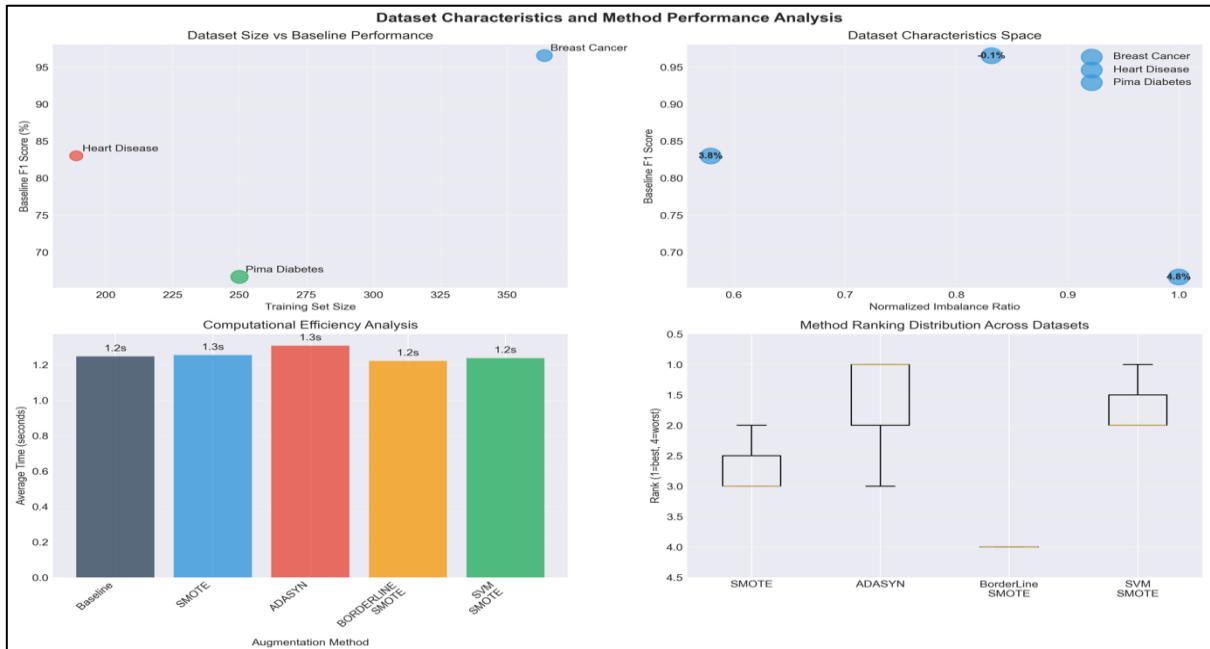 Dataset Characteristics and Method Performance Analysis
Dataset Size vs Baseline Performance
Baseline F1 Score (%)
95
90
85
80
75
70
Breast Cancer
Heart Disease
Pima Diabetes
200
225
250
275
300
325
350
Training Set Size
Dataset Characteristics Space
Baseline F1 Score
0.95
0.90
0.85
0.80
0.75
0.70
-0.1%
3.8%
4.8%
Breast Cancer
Heart Disease
Pima Diabetes
0.6
0.7
0.8
0.9
1.0
Normalized Imbalance Ratio
Computational Efficiency Analysis
Average Time (seconds)
1.2
1.0
0.8
0.6
0.4
0.2
0.0
1.2s
1.3s
1.3s
1.2s
1.2s
Baseline
SMOTE
ADASYN
BORDERLINE
SMOTE
SVM
SMOTE
Augmentation Method
Method Ranking Distribution Across Datasets
Rank (1=best, 4=worst)
0.5
1.0
1.5
2.0
2.5
3.0
3.5
4.0
4.5
SMOTE
ADASYN
BorderLine
SMOTE
SVM
SMOTE